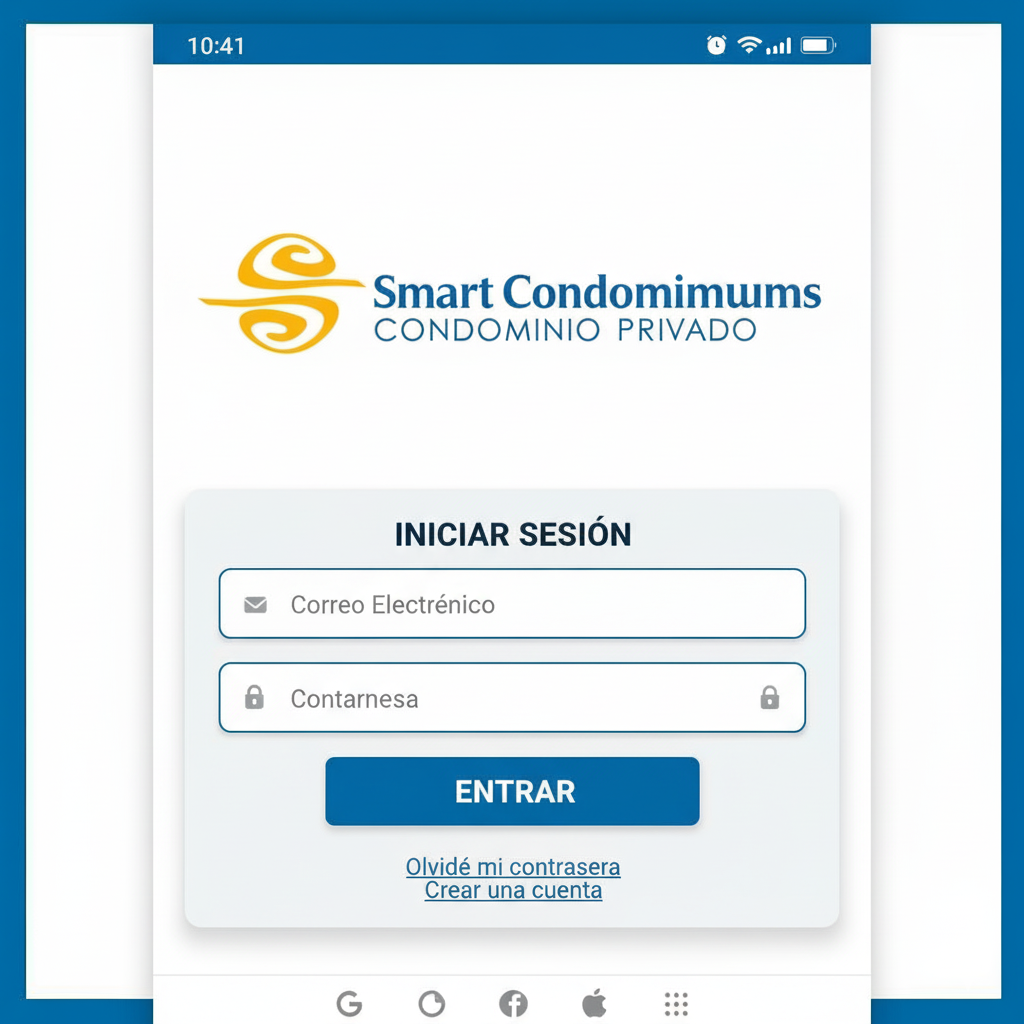 10:41
Smart Condomimums
CONDOMINIO PRIVADO
INICIAR SESIÓN
Correo Electrénico
Contarnesa
ENTRAR
Olvidé mi contrasera
Crear una cuenta